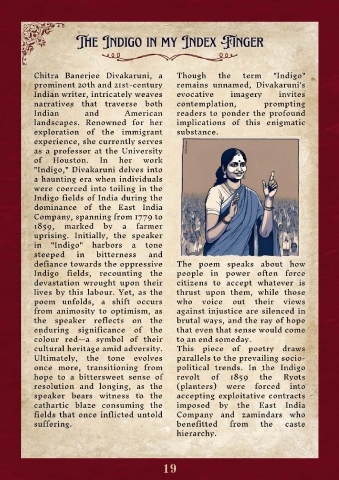 The Indigo in my Index Finger
Chitra Banerjee Divakaruni, a
prominent 20th and 21st-century
Indian writer, intricately weaves
narratives that traverse both
Indian and American
landscapes. Renowned for her
exploration of the immigrant
experience, she currently serves
as a professor at the University
of Houston. In her work
"Indigo," Divakaruni delves into
a haunting era when individuals
were coerced into toiling in the
Indigo fields of India during the
dominance of the East India
Company, spanning from 1779 to
1859, marked by a farmer
uprising. Initially, the speaker
in "Indigo" harbors a tone
steeped in bitterness and
defiance towards the oppressive
Indigo fields, recounting the
devastation wrought upon their
lives by this labour. Yet, as the
poem unfolds, a shift occurs
from animosity to optimism, as
the speaker reflects on the
enduring significance of the
colour red—a symbol of their
cultural heritage amid adversity.
Ultimately, the tone evolves
once more, transitioning from
hope to a bittersweet sense of
resolution and longing, as the
speaker bears witness to the
cathartic blaze consuming the
fields that once inflicted untold
suffering.
Though the term "Indigo"
remains unnamed, Divakaruni's
evocative imagery invites
contemplation, prompting
readers to ponder the profound
implications of this enigmatic
substance.
The poem speaks about how
people in power often force
citizens to accept whatever is
thrust upon them, while those
who voice out their views
against injustice are silenced in
brutal ways, and the ray of hope
that even that sense would come
to an end someday.
This piece of poetry draws
parallels to the prevailing socio-
political trends. In the Indigo
revolt of 1859 the Ryots
(planters) were forced into
accepting exploitative contracts
imposed by the East India
Company and zamindars who
benefitted from the caste
hierarchy.
19